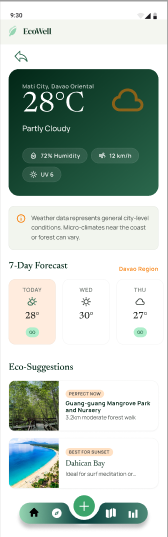 9:30
EcoWell
Mati City, Davao Oriental
28°C
Partly Cloudy
72% Humidity
12 km/h
UV 6
Weather data represents general city-level
conditions. Micro-climates near the coast
or forest can vary.
7-Day Forecast
Davao Region
TODAY
WED
THU
28°
30°
27°
GO
GO
Eco-Suggestions
PERFECT NOW
Guang-guang Mangrove Park
and Nursery
3.2km moderate forest walk
BEST FOR SUNSET
Dahican Bay
Ideal for surf meditation or...